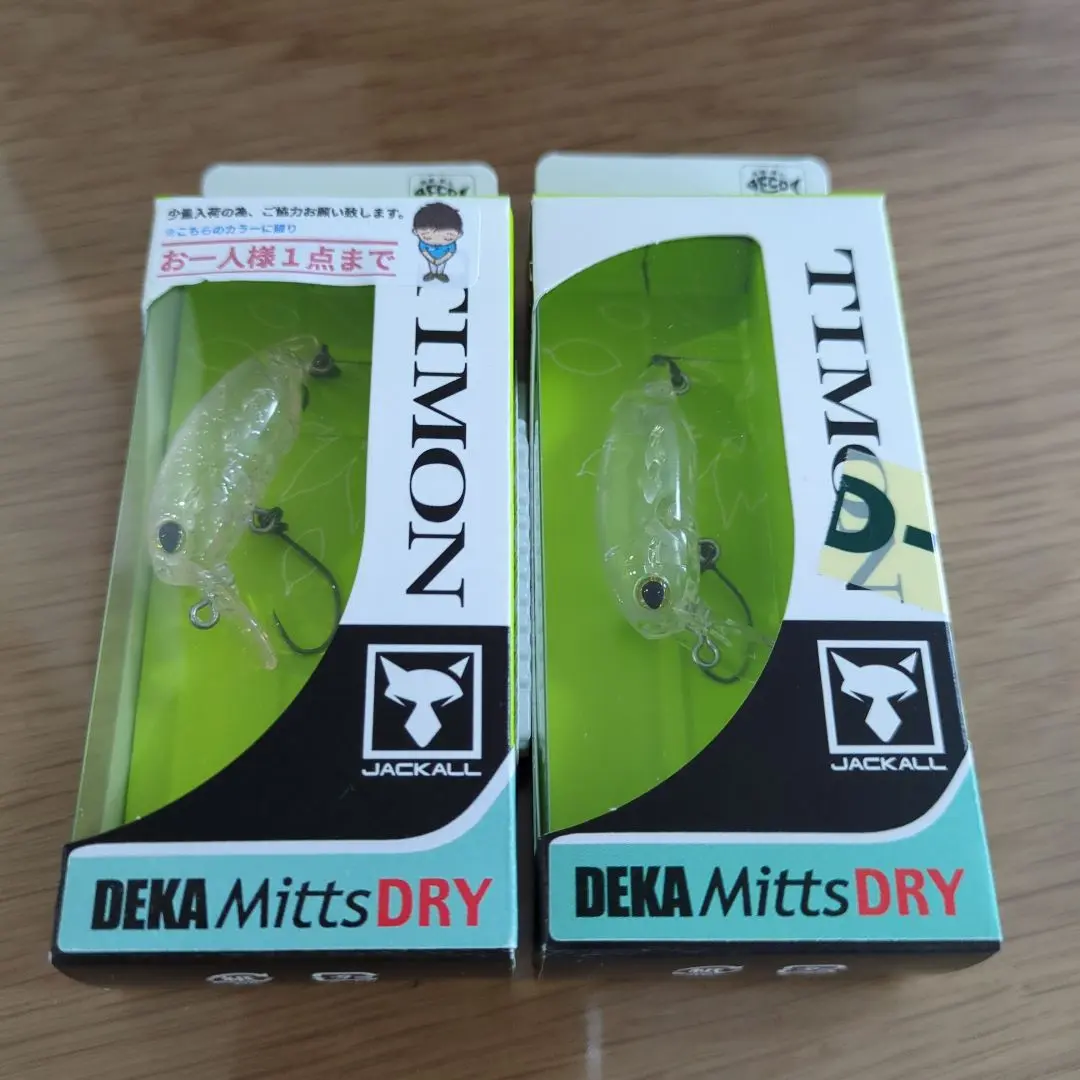 少量入荷の為、ご協力お願い致します。
※こちらのカラーに限り
お一人様1点まで
TIMON
JACKALL
DEKA Mitts DRY
TIMON
JACKALL
DEKA Mitts DRY